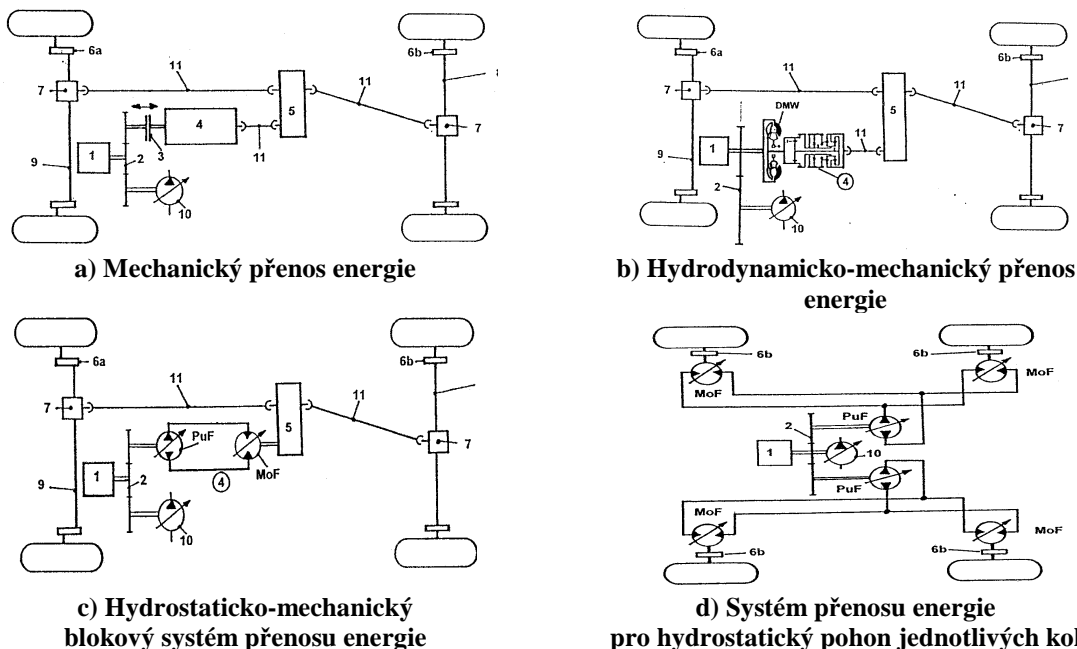 6a
6b
11
7
5
11
4
7
3
11
1
2
9
10
a) Mechanický přenos energie
6a
6b
11
7
DMW
5
11
7
1
11
9
4
2
10
b) Hydrodynamicko-mechanický přenos
energie
6a
6b
11
7
5
11
PuF
7
MoF
1
2
4
9
10
c) Hydrostaticko-mechanický
blokový systém přenosu energie
6b
6b
MoF
MoF
PuF
2
1
10
PuF
MoF
MoF
6b
6b
d) Systém přenosu energie
pro hydrostatický pohon jednotlivých kol